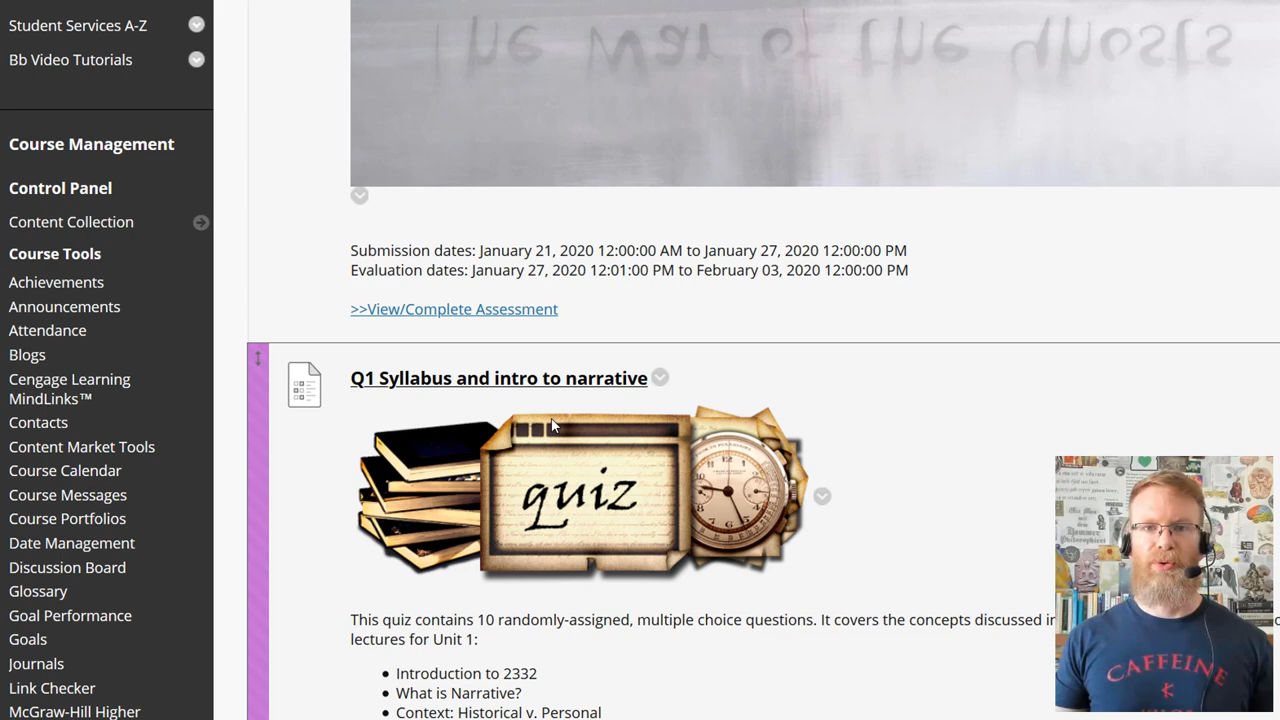 Student Services A-Z
Bb Video Tutorials
Course Management
Control Panel
Content Collection
Course Tools
Achievements
Announcements
Attendance
Blogs
Cengage Learning
MindLinks™
Contacts
Content Market Tools
Course Calendar
Course Messages
Course Portfolios
Date Management
Discussion Board
Glossary
Goal Performance
Goals
Journals
Link Checker
McGraw-Hill Higher
The War of the Ghosts
Submission dates: January 21, 2020 12:00:00 AM to January 27, 2020 12:00:00 PM
Evaluation dates: January 27, 2020 12:01:00 PM to February 03, 2020 12:00:00 PM
>>View/Complete Assessment
Q1 Syllabus and intro to narrative
quiz
This quiz contains 10 randomly-assigned, multiple choice questions. It covers the concepts discussed in
lectures for Unit 1:
Introduction to 2332
What is Narrative?
Context: Historical v. Personal
CAFFEINE